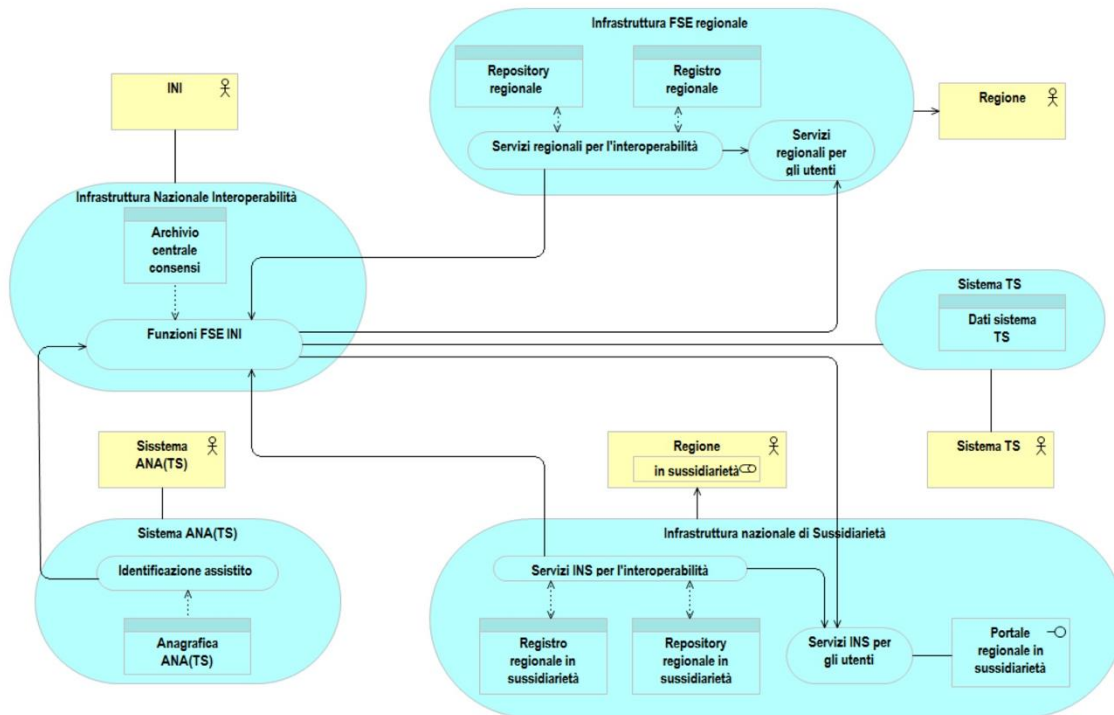 Infrastruttura FSE regionale
Repository
regionale
Registro
regionale
Servizi regionali per l'interoperabilità
Servizi
regionali per
gli utenti
Regione
INI
Infrastruttura Nazionale Interoperabilità
Archivio
centrale
consensi
Funzioni FSE INI
Sistema TS
Dati sistema
TS
Sistema TS
Sisstema
ANA(TS)
Sistema ANA(TS)
Identificazione assistito
Anagrafica
ANA(TS)
Regione
in sussidiarietà
Infrastruttura nazionale di Sussidiarietà
Servizi INS per l'interoperabilità
Registro
regionale in
sussidiarietà
Repository
regionale in
sussidiarietà
Servizi INS per
gli utenti
Portale
regionale in
sussidiarietà